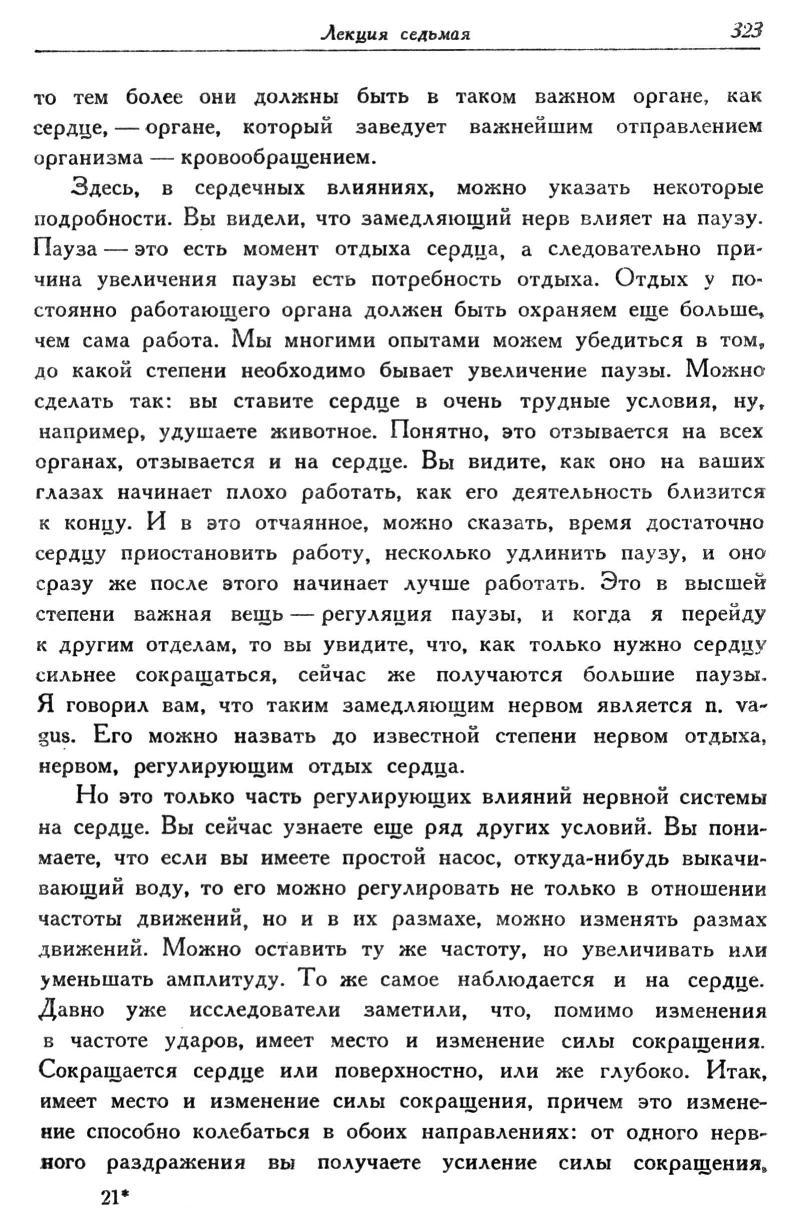 Лекция седьмая 323
то тем более они должны быть в таком важном органе, как
сердце, — органе, который заведует важнейшим отправлением
организма — кровообращением.
Здесь, в сердечных влияниях, можно указать некоторые
подробности. Вы видели, что замедляющий нерв влияет на паузу.
Пауза — это есть момент отдыха сердца, а следовательно при-
чина увеличения паузы есть потребность отдыха. Отдых у по-
стоянно работающего органа должен быть охраняем еще больше,
чем сама работа. Мы многими опытами можем убедиться в том,
до какой степени необходимо бывает увеличение паузы. Можно
сделать так: вы ставите сердце в очень трудные условия, ну,
например, удушаете животное. Понятно, это отзывается на всех
органах, отзывается и на сердце. Вы видите, как оно на ваших
глазах начинает плохо работать, как его деятельность близится
к концу. И в это отчаянное, можно сказать, время достаточно
сердцу приостановить работу, несколько удлинить паузу, и оно
сразу же после этого начинает лучше работать. Это в высшей
степени важная вещь — регуляция паузы, и когда я перейду
к другим отделам, то вы увидите, что, как только нужно сердцу
сильнее сокращаться, сейчас же получаются большие паузы.
Я говорил вам, что таким замедляющим нервом является n. va-
gus. Его можно назвать до известной степени нервом отдыха,
нервом, регулирующим отдых сердца.
Но это только часть регулирующих влияний нервной системы
на сердце. Вы сейчас узнаете еще ряд других условий. Вы пони-
маете, что если вы имеете простой насос, откуда-нибудь выкачи-
вающий воду, то его можно регулировать не только в отношении
частоты движений, но и в их размахе, можно изменять размах
движений. Можно оставить ту же частоту, но увеличивать или
уменьшать амплитуду. То же самое наблюдается и на сердце.
Давно уже исследователи заметили, что, помимо изменения
в частоте ударов, имеет место и изменение силы сокращения.
Сокращается сердце или поверхностно, или же глубоко. Итак,
имеет место и изменение силы сокращения, причем это измене-
ние способно колебаться в обоих направлениях: от одного нерв-
ного раздражения вы получаете усиление силы сокращения,
21*